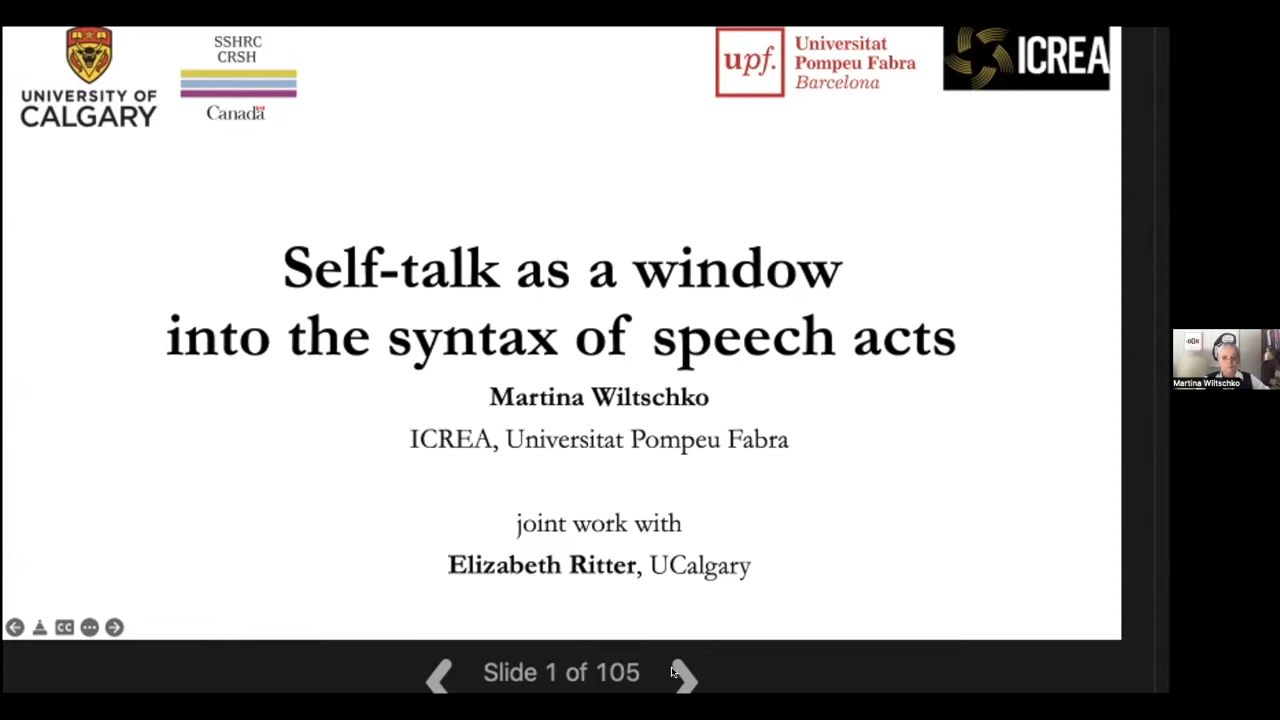 UNIVERSITY OF
CALGARY
SSHRC
CRSH
Canada
upf.
Universitat
Pompeu Fabra
Barcelona
ICREA
Self-talk as a window
into the syntax of speech acts
Martina Wiltschko
ICREA, Universitat Pompeu Fabra
joint work with
Elizabeth Ritter, UCalgary
CC
Slide 1 of 105
Martina Wiltschko